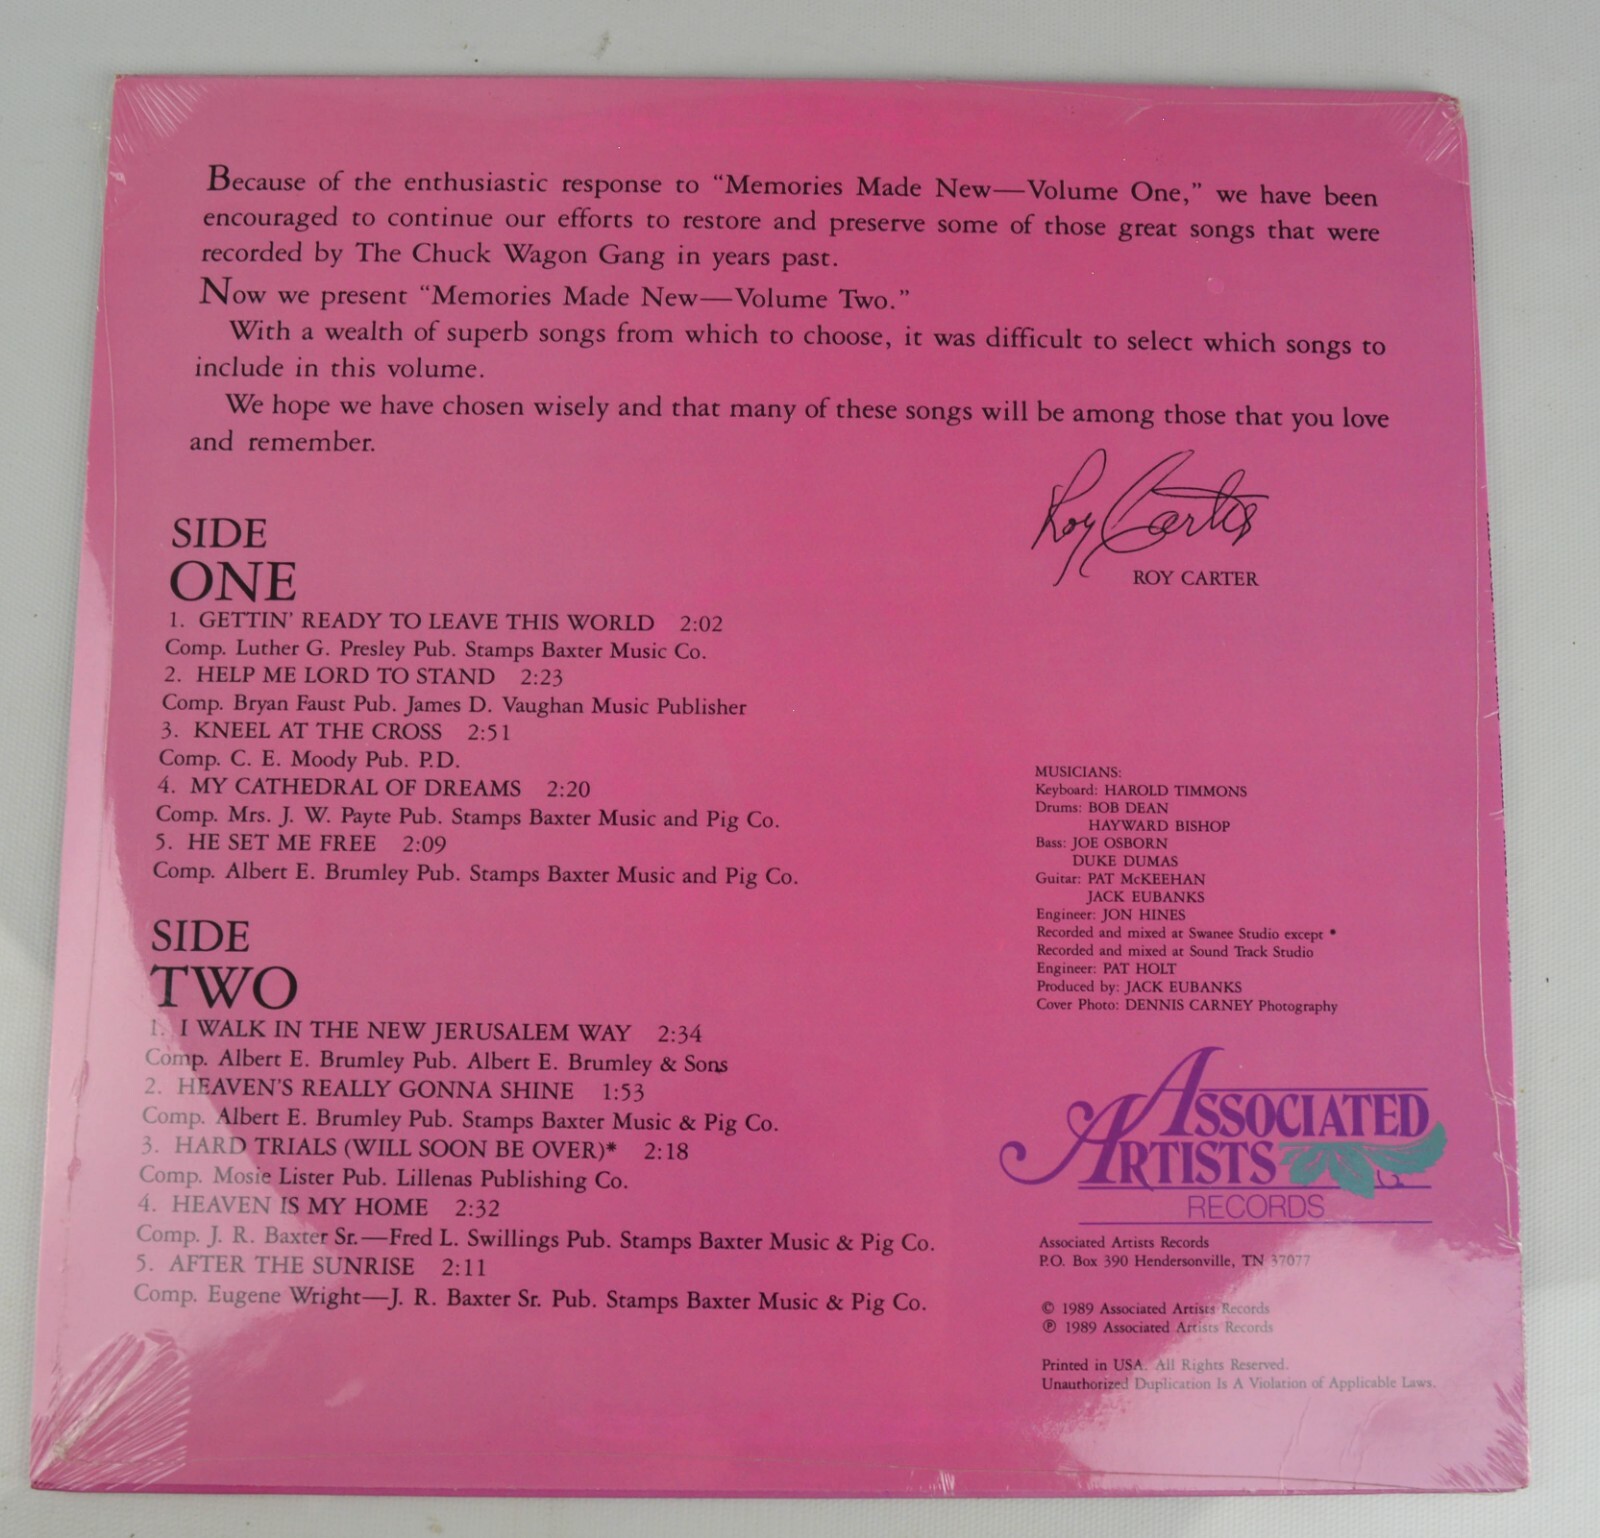 Because of the enthusiastic response to “Memories Made New—Volume One,” we have been
encouraged to continue our efforts to restore and preserve some of those great songs that were
recorded by The Chuck Wagon Gang in years past.
Now we present “Memories Made New—Volume Two.”
With a wealth of superb songs from which to choose, it was difficult to select which songs to
include in this volume.
We hope we have chosen wisely and that many of these songs will be among those that you love
and remember.
Roy Carter
ROY CARTER
SIDE
ONE
1. GETTIN' READY TO LEAVE THIS WORLD 2:02
Comp. Luther G. Presley Pub. Stamps Baxter Music Co.
2. HELP ME LORD TO STAND 2:23
Comp. Bryan Faust Pub. James D. Vaughan Music Publisher
3. KNEEL AT THE CROSS 2:51
Comp. C. E. Moody Pub. P.D.
4. MY CATHEDRAL OF DREAMS 2:20
Comp. Mrs. J. W. Payte Pub. Stamps Baxter Music and Pig Co.
5. HE SET ME FREE 2:09
Comp. Albert E. Brumley Pub. Stamps Baxter Music and Pig Co.
SIDE
TWO
1. I WALK IN THE NEW JERUSALEM WAY 2:34
Comp. Albert E. Brumley Pub. Albert E. Brumley & Sons
2. HEAVEN'S REALLY GONNA SHINE 1:53
Comp. Albert E. Brumley Pub. Stamps Baxter Music & Pig Co.
3. HARD TRIALS (WILL SOON BE OVER)* 2:18
Comp. Mosie Lister Pub. Lillenas Publishing Co.
4. HEAVEN IS MY HOME 2:32
Comp. J. R. Baxter Sr.—Fred L. Swillings Pub. Stamps Baxter Music & Pig Co.
5. AFTER THE SUNRISE 2:11
Comp. Eugene Wright—J. R. Baxter Sr. Pub. Stamps Baxter Music & Pig Co.
MUSICIANS:
Keyboard: HAROLD TIMMONS
Drums: BOB DEAN
HAYWARD BISHOP
Bass: JOE OSBORN
DUKE DUMAS
Guitar: PAT McKEEHAN
JACK EUBANKS
Engineer: JON HINES
Recorded and mixed at Swanee Studio except *
Recorded and mixed at Sound Track Studio
Engineer: PAT HOLT
Produced by: JACK EUBANKS
Cover Photo: DENNIS CARNEY Photography
ASSOCIATED
ARTISTS
RECORDS
Associated Artists Records
P.O. Box 390 Hendersonville, TN 37077
© 1989 Associated Artists Records
℗ 1989 Associated Artists Records
Printed in USA. All Rights Reserved.
Unauthorized Duplication Is A Violation of Applicable Laws.